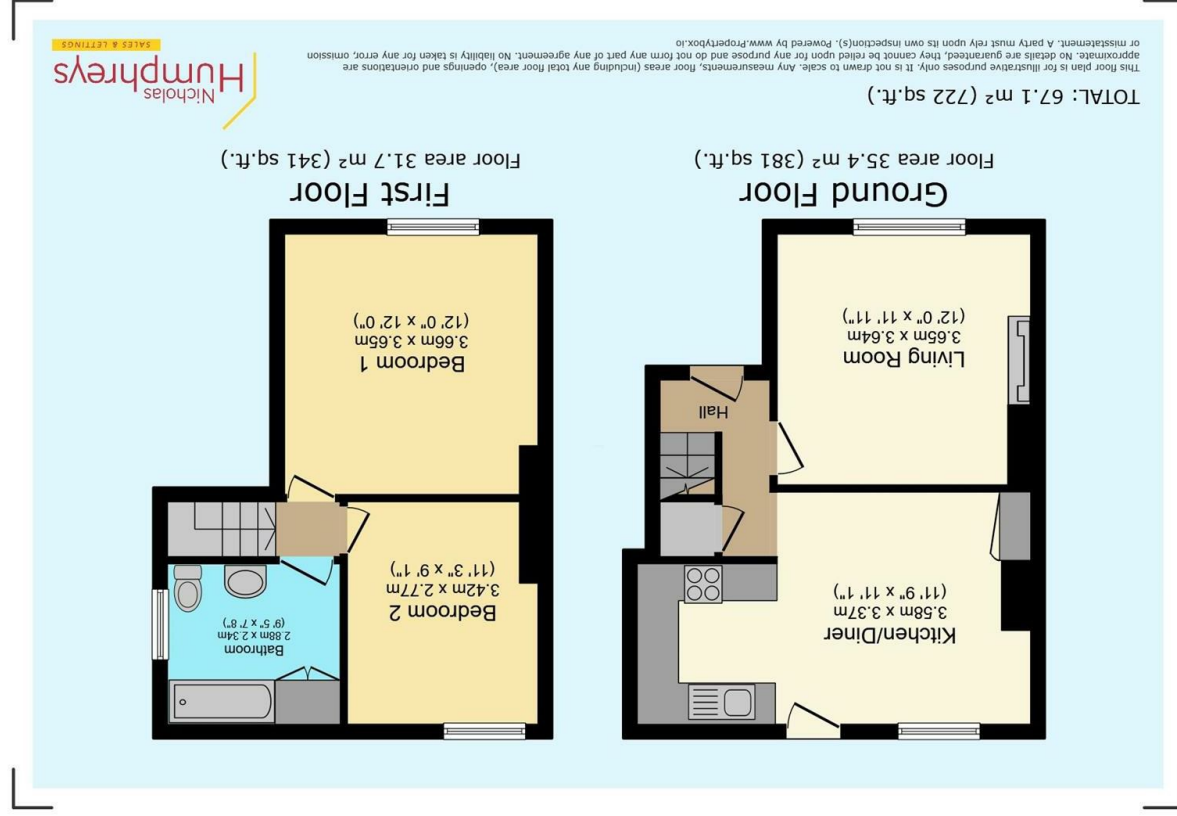 Kitchen/Diner
3.58m x 3.37m
(11' 9" x 11' 1")
Hall
Living Room
3.65m x 3.64m
(12' 0" x 11' 11")
Ground Floor
Floor area 35.4 m² (381 sq.ft.)
Bedroom 2
3.42m x 2.77m
(11' 3" x 9' 1")
Bathroom
2.88m x 2.34m
(9' 5" x 7' 8")
Bedroom 1
3.66m x 3.65m
(12' 0" x 12' 0")
First Floor
Floor area 31.7 m² (341 sq.ft.)
TOTAL: 67.1 m² (722 sq.ft.)
This floor plan is for illustrative purposes only. It is not drawn to scale. Any measurements, floor areas (including any total floor area), openings and orientations are
approximate. No details are guaranteed, they cannot be relied upon for any purpose and do not form any part of any agreement. No liability is taken for any error, omission
or misstatement. A party must rely upon its own inspection(s). Powered by www.Propertybox.io
Nicholas
Humphreys
SALES & LETTINGS